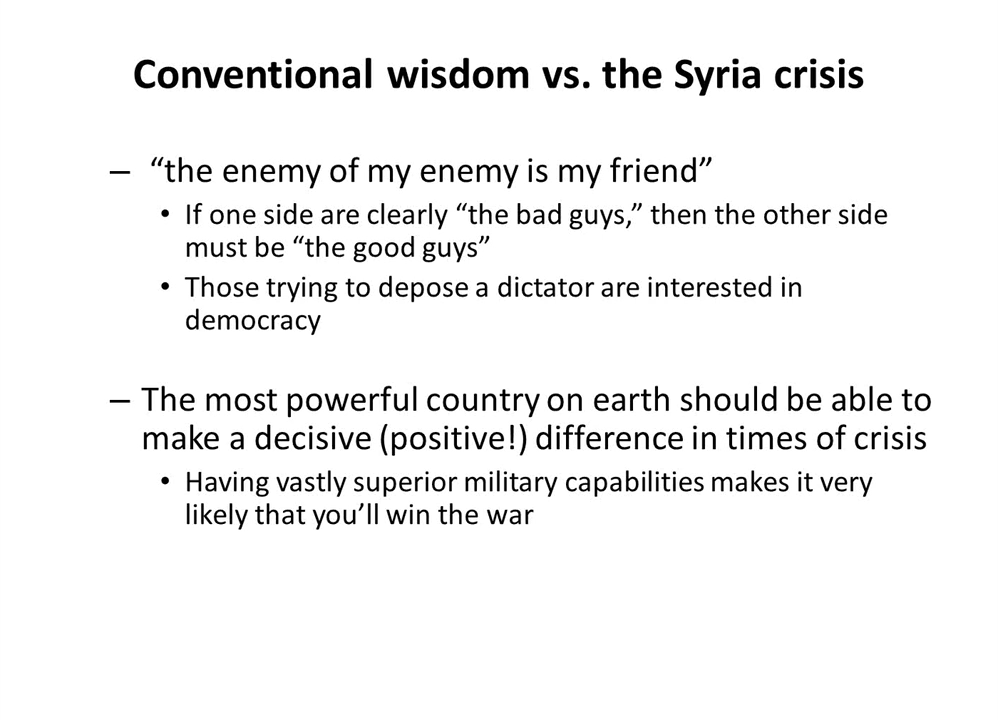 Conventional wisdom vs. the Syria crisis
– “the enemy of my enemy is my friend”
• If one side are clearly “the bad guys,” then the other side
must be “the good guys”
• Those trying to depose a dictator are interested in
democracy
– The most powerful country on earth should be able to
make a decisive (positive!) difference in times of crisis
• Having vastly superior military capabilities makes it very
likely that you’ll win the war